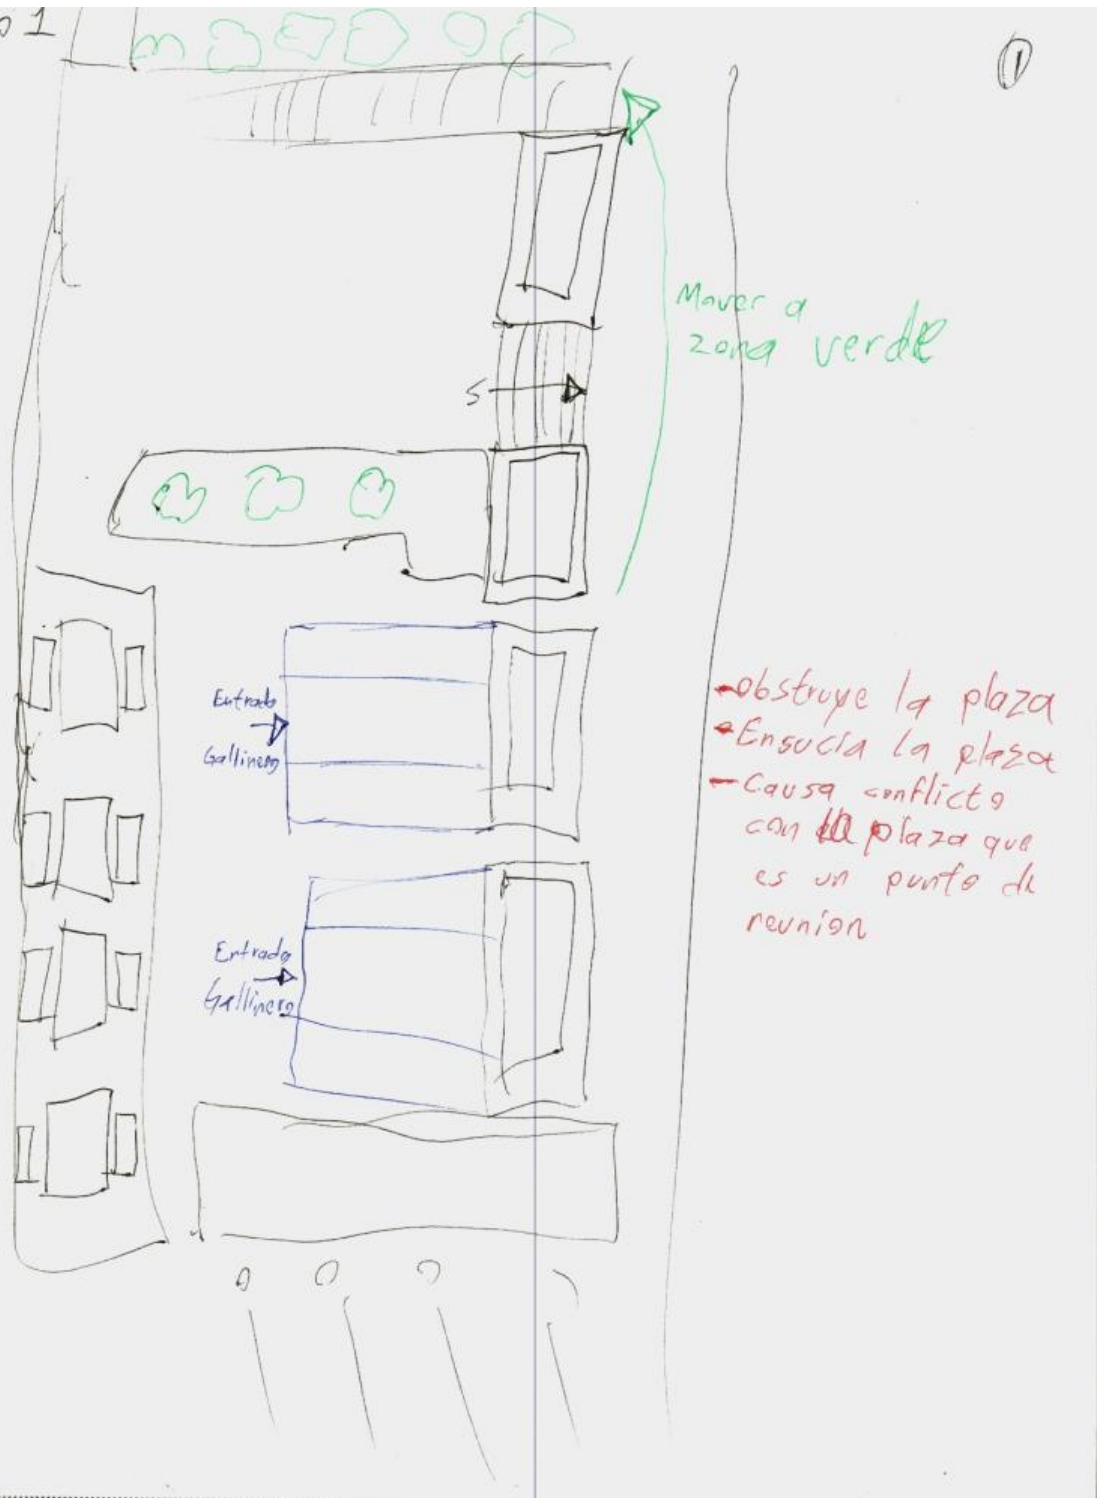 o 1
1
Mover a
zona verde
S
Entrada
Gallinero
-obstruye la plaza
-Ensucia la plaza
-Causa conflicto
con la plaza que
es un punto de
reunion
Entrada
Gallinero